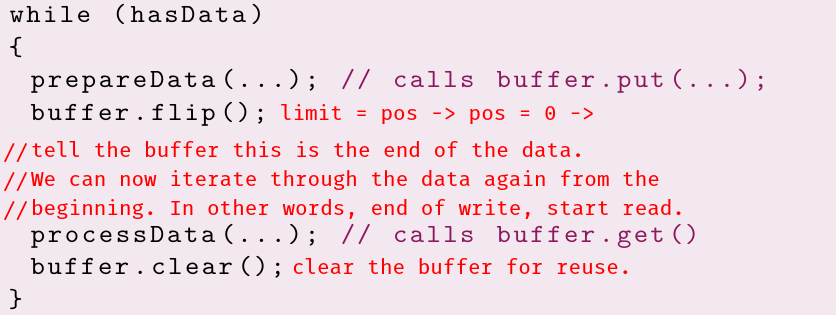 while (hasData)
{
prepareData(...); // calls buffer.put(...);
buffer.flip(); limit = pos -> pos = 0 ->
//tell the buffer this is the end of the data.
//We can now iterate through the data again from the
//beginning. In other words, end of write, start read.
processData(...); // calls buffer.get()
buffer.clear(); clear the buffer for reuse.
}